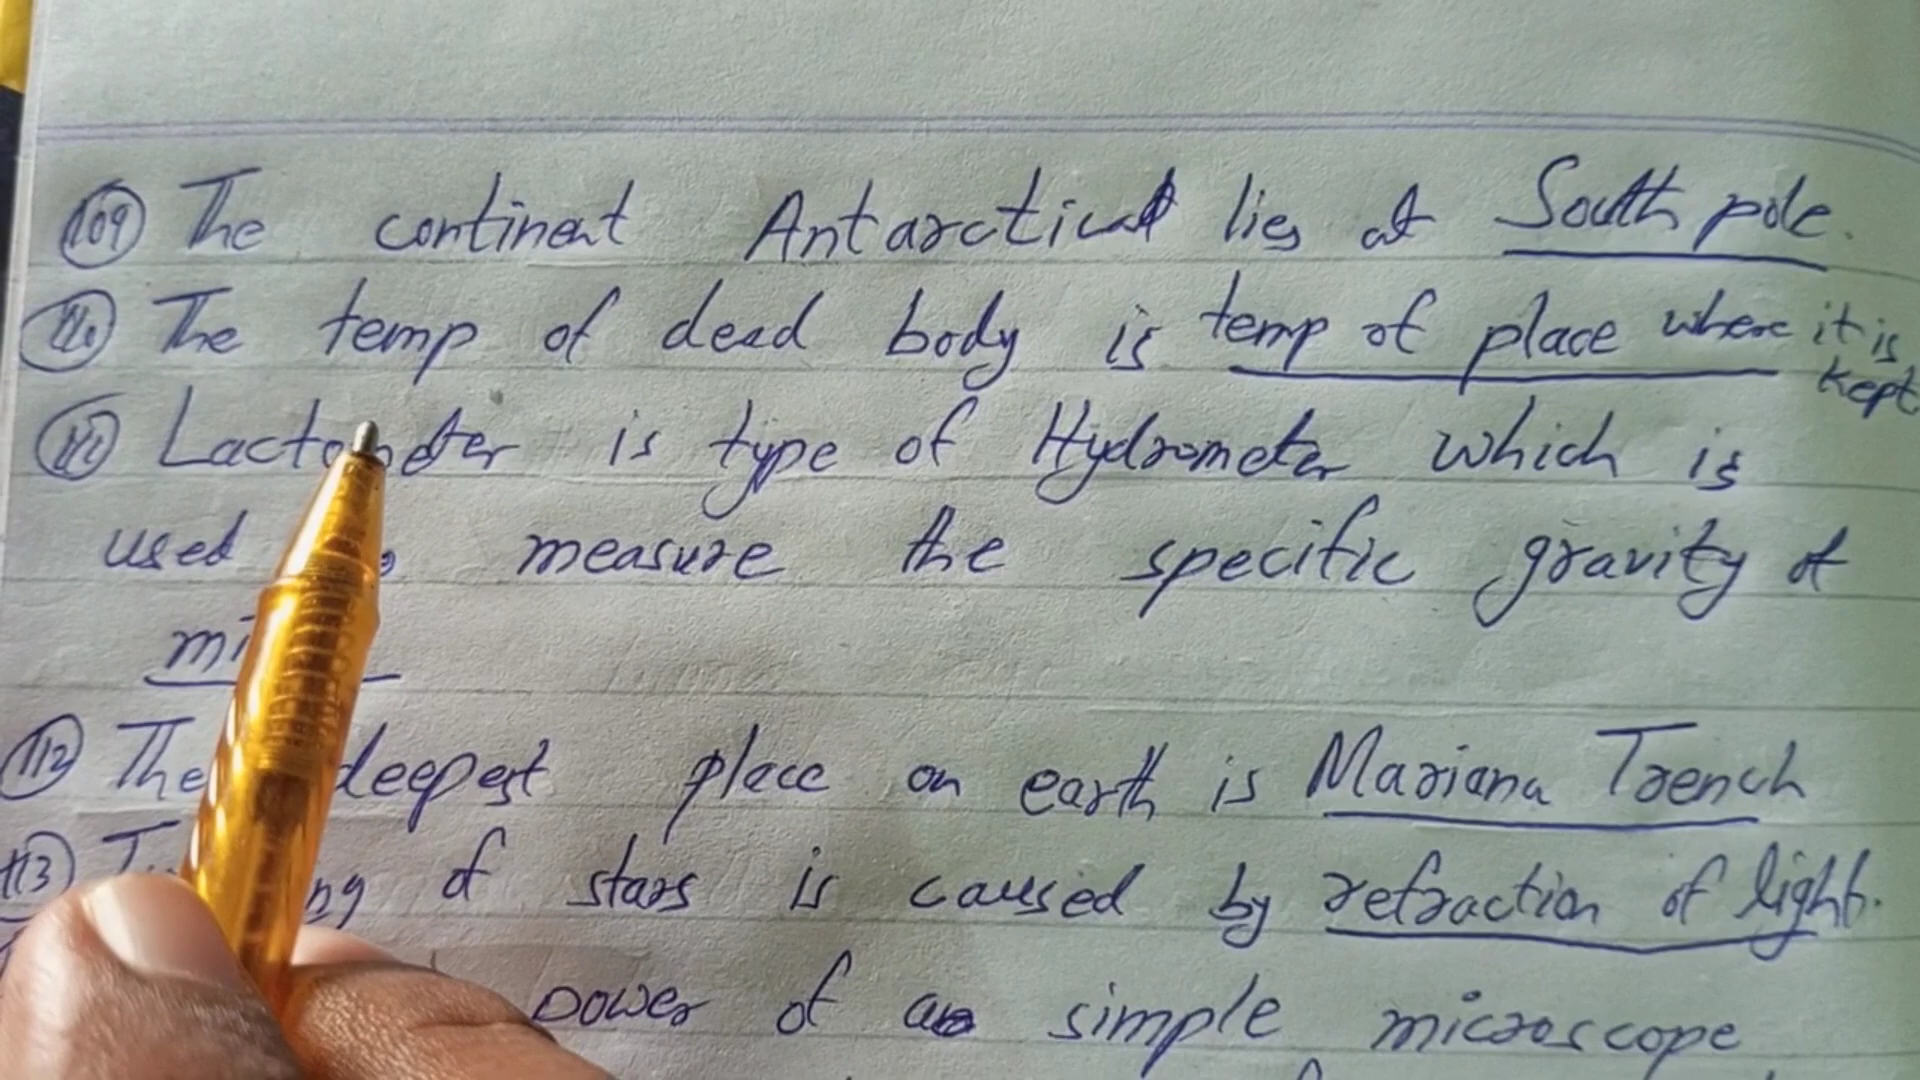 109 The continent Antarctica lies at South pole.
110 The temp of dead body is temp of place where it is
kept
111 Lactometer is type of Hydrometer which is
used measure the specific gravity of
112 The deepest place on earth is Mariana Trench
113 of stars is caused by refraction of light.
power of a simple microscope